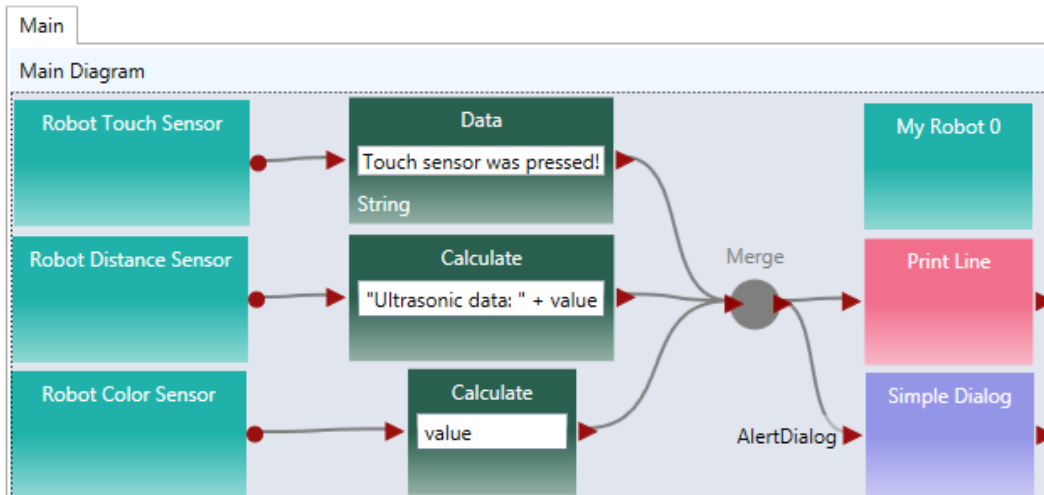 Main
Main Diagram
Robot Touch Sensor
Data
Touch sensor was pressed!
String
My Robot 0
Robot Distance Sensor
Calculate
"Ultrasonic data: " + value
Merge
Print Line
Robot Color Sensor
Calculate
value
AlertDialog
Simple Dialog